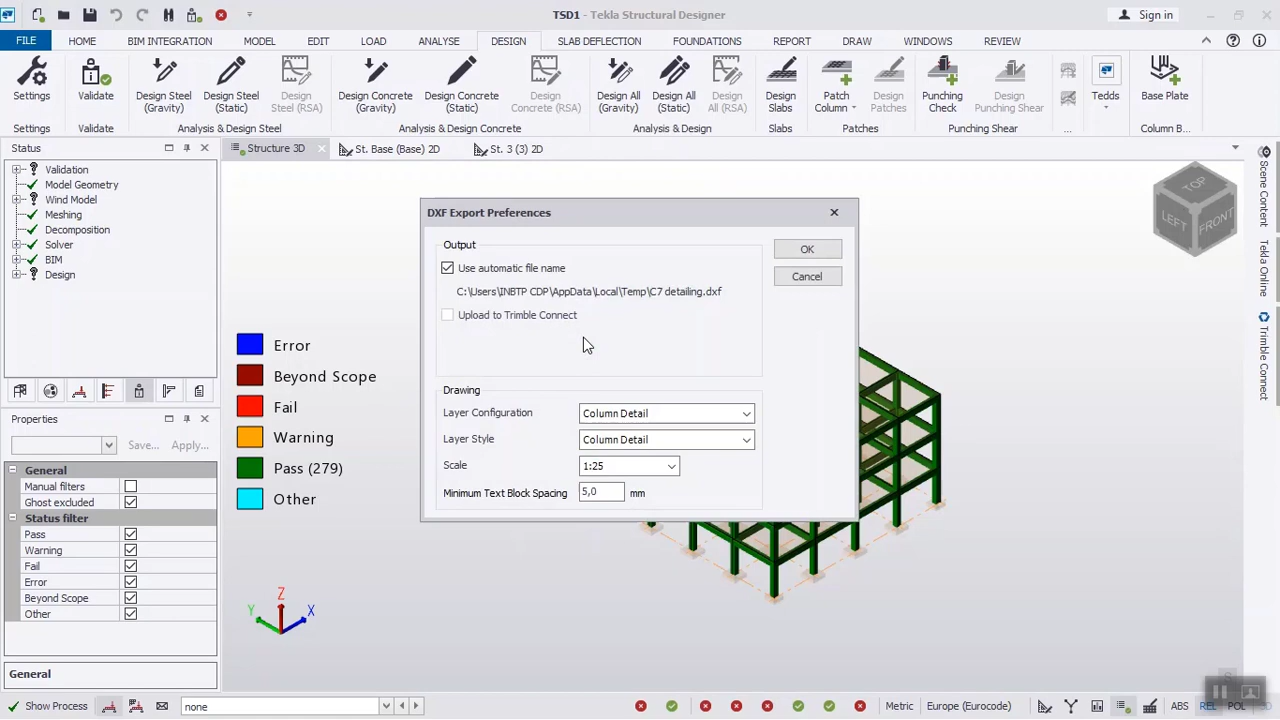 TSD1 - Tekla Structural Designer
Sign in
FILE HOME BIM INTEGRATION MODEL EDIT LOAD ANALYSE DESIGN SLAB DEFLECTION FOUNDATIONS REPORT DRAW WINDOWS REVIEW
Settings
Validate
Design Steel
(Gravity)
Design Steel
(Static)
Design
Steel (RSA)
Design Concrete
(Gravity)
Design Concrete
(Static)
Design
Concrete (RSA)
Design All
(Gravity)
Design All
(Static)
Design
All (RSA)
Design
Slabs
Patch
Column
Design
Patches
Punching
Check
Design
Punching Shear
Tedds
Base Plate
Settings Validate Analysis & Design Steel Analysis & Design Concrete Analysis & Design Slabs Patches Punching Shear ... Column B...
Status
Structure 3D
St. Base (Base) 2D
St. 3 (3) 2D
Validation
Model Geometry
Wind Model
Meshing
Decomposition
Solver
BIM
Design
Properties
Save... Apply...
General
Manual filters
Ghost excluded
Status filter
Pass
Warning
Fail
Error
Beyond Scope
Other
General
Error
Beyond Scope
Fail
Warning
Pass (279)
Other
Z
Y
X
DXF Export Preferences
Output
Use automatic file name
C:\Users\INBTP CDP\AppData\Local\Temp\C7 detailing.dxf
Upload to Trimble Connect
OK
Cancel
Drawing
Layer Configuration Column Detail
Layer Style Column Detail
Scale 1:25
Minimum Text Block Spacing 5,0 mm
TOP
LEFT
FRONT
Scene Content
Tekla Online
Trimble Connect
Show Process
none
Metric
Europe (Eurocode)
ABS
REL
POL